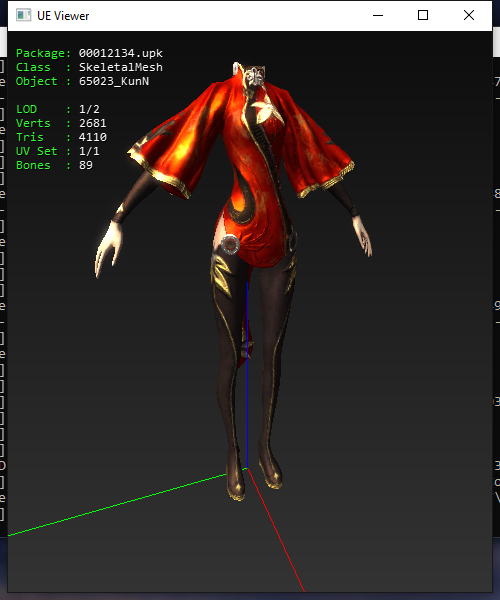 UE Viewer
Package: 00012134.upk
Class : SkeletalMesh
Object : 65023_KunN
LOD : 1/2
Verts : 2681
Tris : 4110
UV Set : 1/1
Bones : 89